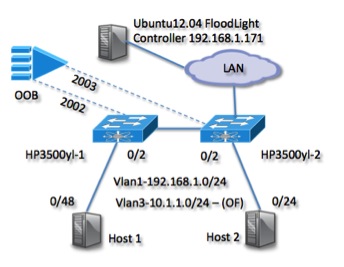 Ubuntu12.04 FloodLight
Controller 192.168.1.171
LAN
2003
OOB
2002
HP3500yl-1
0/2
0/2
HP3500yl-2
Vlan1-192.168.1.0/24
0/48
Vlan3-10.1.1.0/24 – (OF)
0/24
Host 1
Host 2